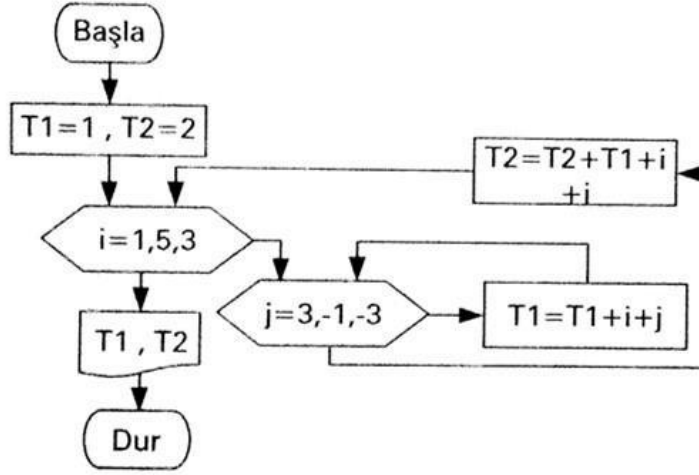 Başla
T1=1 , T2=2
T2=T2+T1+i
+i
i=1,5,3
j=3,-1,-3
T1=T1+i+j
T1 , T2
Dur